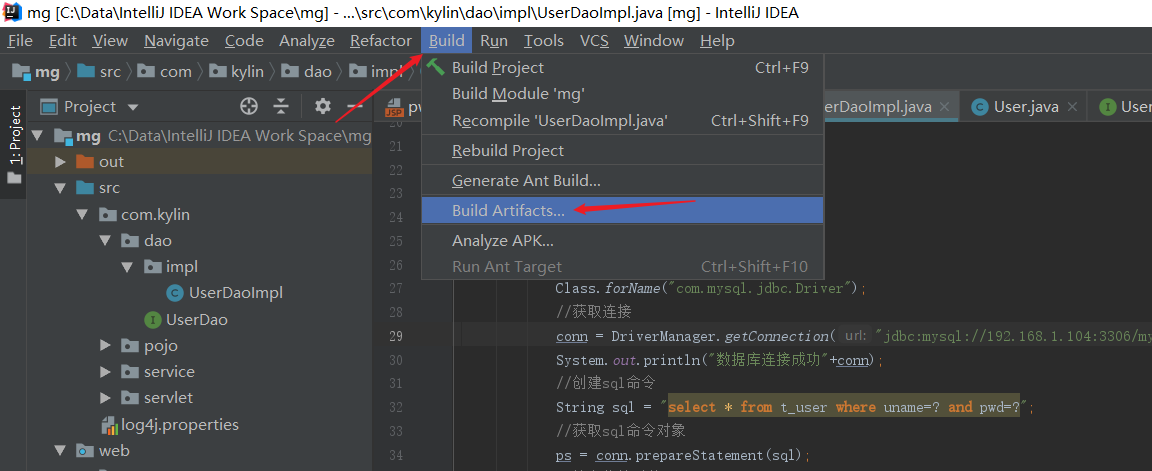 mg [C:\Data\IntelliJ IDEA Work Space\mg] - ...\src\com\kylin\dao\impl\UserDaoImpl.java [mg] - IntelliJ IDEA
File Edit View Navigate Code Analyze Refactor Build Run Tools VCS Window Help
mg src com kylin dao impl
Build Project Ctrl+F9
Build Module 'mg'
Recompile 'UserDaoImpl.java' Ctrl+Shift+F9
Rebuild Project
Generate Ant Build...
Build Artifacts...
Analyze APK...
Run Ant Target Ctrl+Shift+F10
1: Project
Project
JSP
erDaoImpl.java
User.java
I User
mg C:\Data\IntelliJ IDEA Work Space\mg
out
src
com.kylin
dao
impl
C UserDaoImpl
I UserDao
pojo
service
servlet
log4j.properties
web
20
21
22
23
24
25
26
27 Class.forName("com.mysql.jdbc.Driver");
28 //获取连接
29 conn = DriverManager.getConnection( url: "jdbc:mysql://192.168.1.104:3306/my
30 System.out.println("数据库连接成功"+conn);
31 //创建sql命令
32 String sql = "select * from t_user where uname=? and pwd=?";
33 //获取sql命令对象
34 ps = conn.prepareStatement(sql);